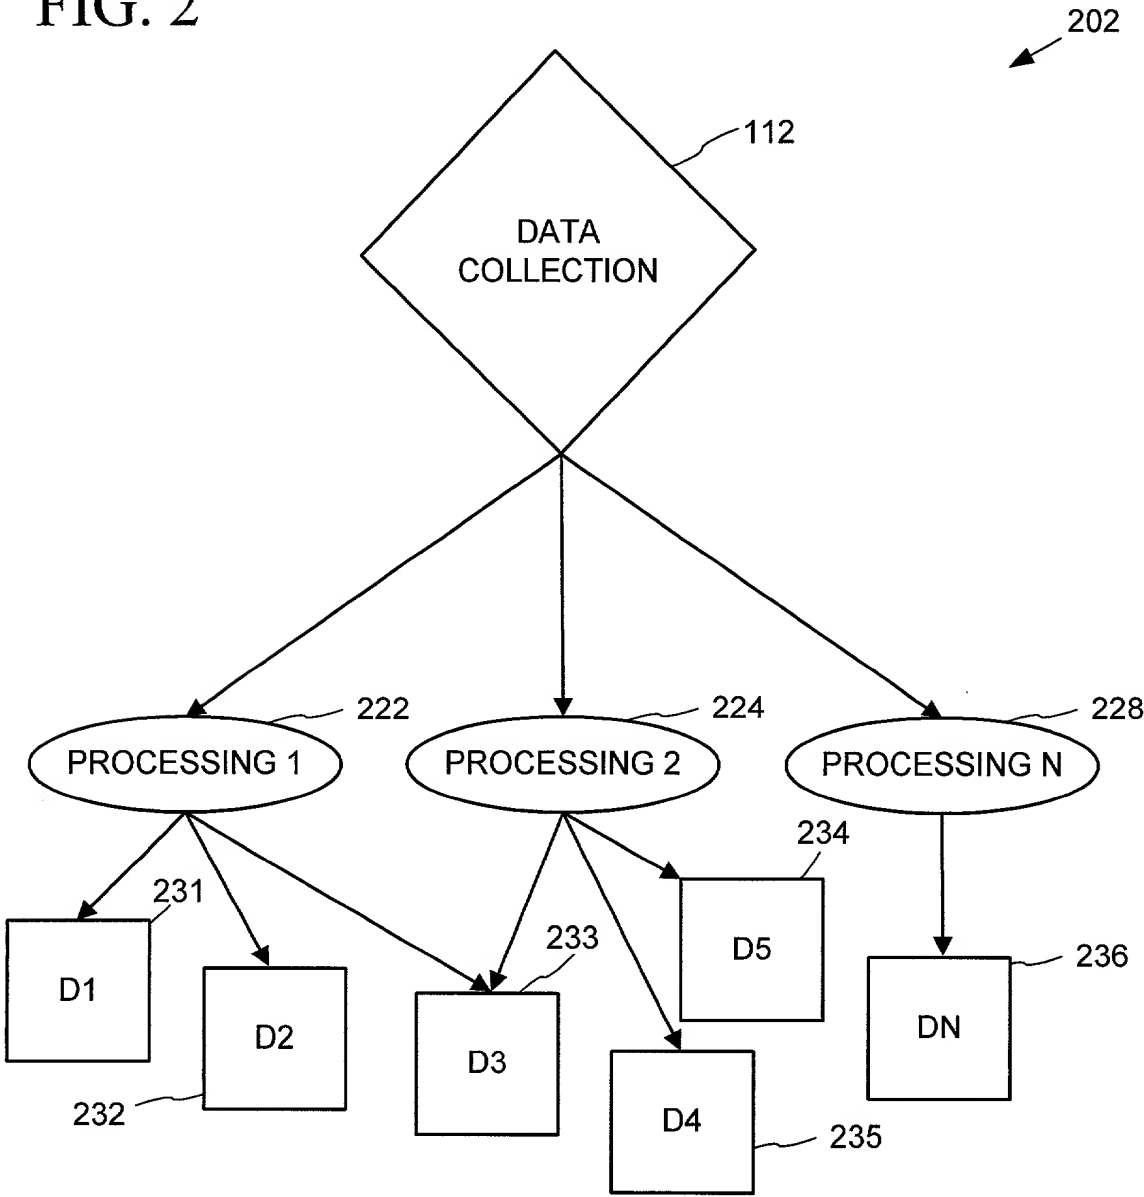 FIG. 2
202
112
DATA
COLLECTION
222
224
228
PROCESSING 1
PROCESSING 2
PROCESSING N
234
231
233
D5
236
D1
DN
D2
D3
232
D4
235